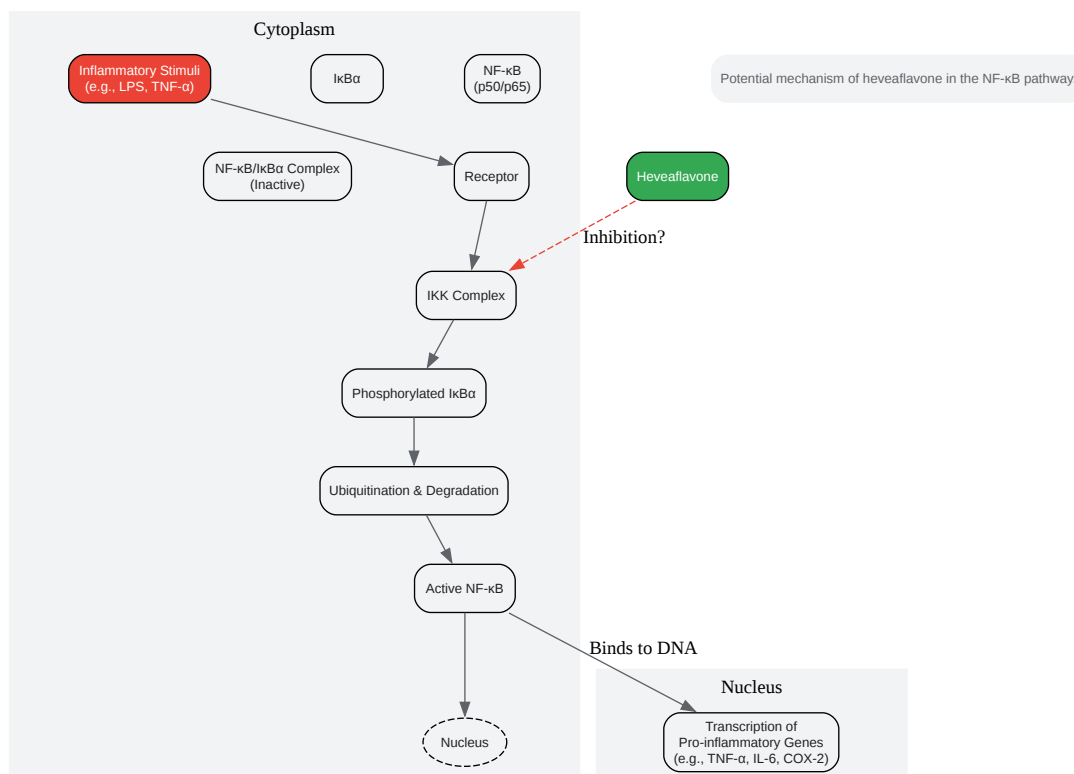 Cytoplasm
Inflammatory Stimuli
(e.g., LPS, TNF-α)
IκBα
NF-κB
(p50/p65)
Potential mechanism of heveaflavone in the NF-κB pathway
NF-κB/IκBα Complex
(Inactive)
Receptor
Heveaflavone
Inhibition?
IKK Complex
Phosphorylated IκBα
Ubiquitination & Degradation
Active NF-κB
Binds to DNA
Nucleus
Nucleus
Transcription of
Pro-inflammatory Genes
(e.g., TNF-α, IL-6, COX-2)